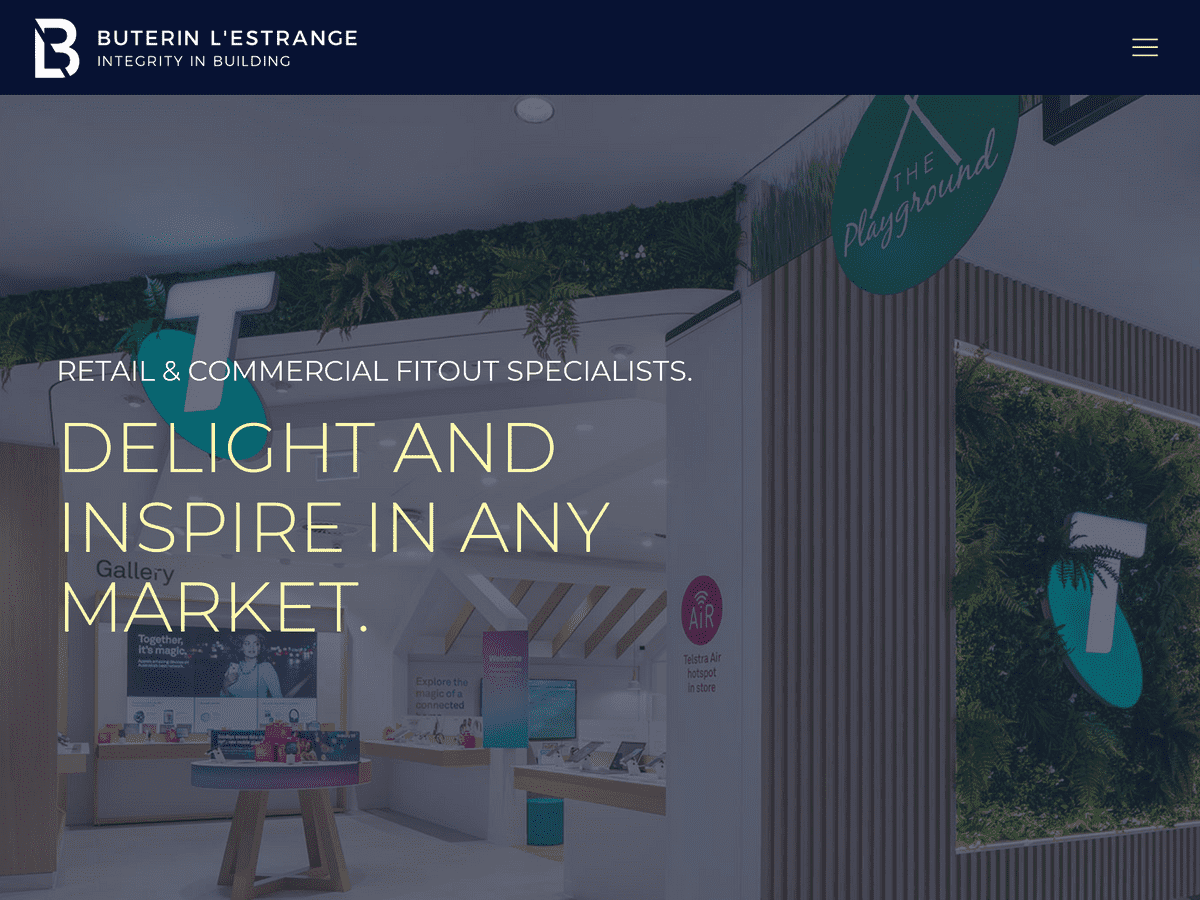 BUTERIN L'ESTRANGE
INTEGRITY IN BUILDING
THE
Playground
T
RETAIL & COMMERCIAL FITOUT SPECIALISTS.
DELIGHT AND
INSPIRE IN ANY
MARKET.
Gallery
T
AIR
Telstra Air
hotspot
in store
Together,
it's magic.
Welcome
Explore the
magic of a
connected